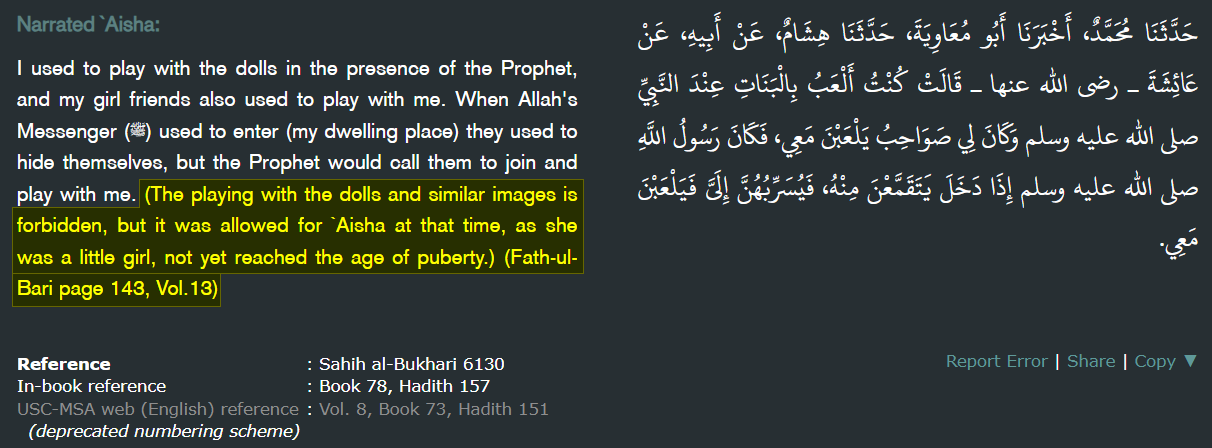 Narrated `Aisha:
I used to play with the dolls in the presence of the Prophet,
and my girl friends also used to play with me. When Allah's
Messenger (ﷺ) used to enter (my dwelling place) they used to
hide themselves, but the Prophet would call them to join and
play with me. (The playing with the dolls and similar images is
forbidden, but it was allowed for `Aisha at that time, as she
was a little girl, not yet reached the age of puberty.) (Fath-ul-
Bari page 143, Vol.13)
حَدَّثَنَا مُحَمَّدٌ، أَخْبَرَنَا أَبُو مُعَاوِيَةَ، حَدَّثَنَا هِشَامٌ، عَنْ أَبِيهِ، عَنْ
عَائِشَةَ ـ رضى الله عنها ـ قَالَتْ كُنْتُ أَلْعَبُ بِالْبَنَاتِ عِنْدَ النَّبِيِّ
صلى الله عليه وسلم وَكَانَ لِي صَوَاحِبُ يَلْعَبْنَ مَعِي، فَكَانَ رَسُولُ اللَّهِ
صلى الله عليه وسلم إِذَا دَخَلَ يَتَقَمَّعْنَ مِنْهُ، فَيُسَرِّبُهُنَّ إِلَىَّ فَيَلْعَبْنَ
مَعِي.
Reference : Sahih al-Bukhari 6130
In-book reference : Book 78, Hadith 157
USC-MSA web (English) reference : Vol. 8, Book 73, Hadith 151
(deprecated numbering scheme)
Report Error | Share | Copy ▼